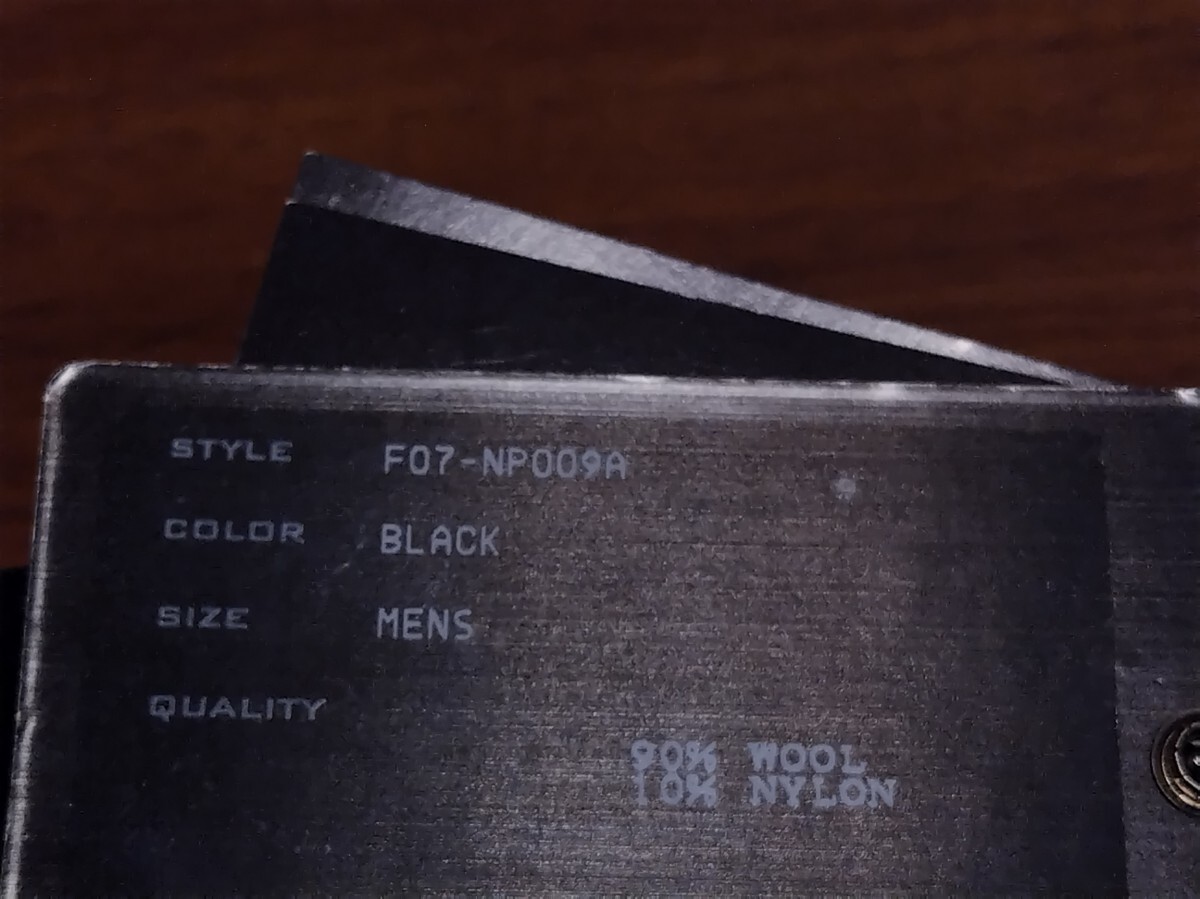 STYLE F07-NP009A
COLOR BLACK
SIZE MENS
QUALITY
90% WOOL
10% NYLON